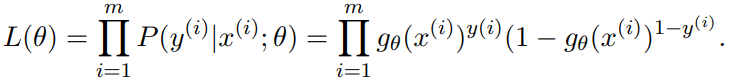 L(θ) = ∏_{i=1}^{m} P(y^{(i)}|x^{(i)}; θ) = ∏_{i=1}^{m} g_θ(x^{(i)})^{y(i)}(1 − g_θ(x^{(i)})^{1−y^{(i)}}.